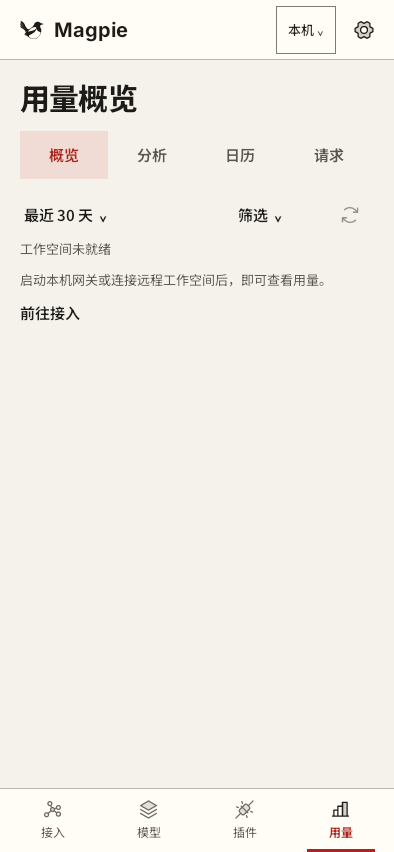 Magpie
本机
用量概览
概览 分析 日历 请求
最近 30 天 筛选
工作空间未就绪
启动本机网关或连接远程工作空间后，即可查看用量。
前往接入
接入 模型 插件 用量